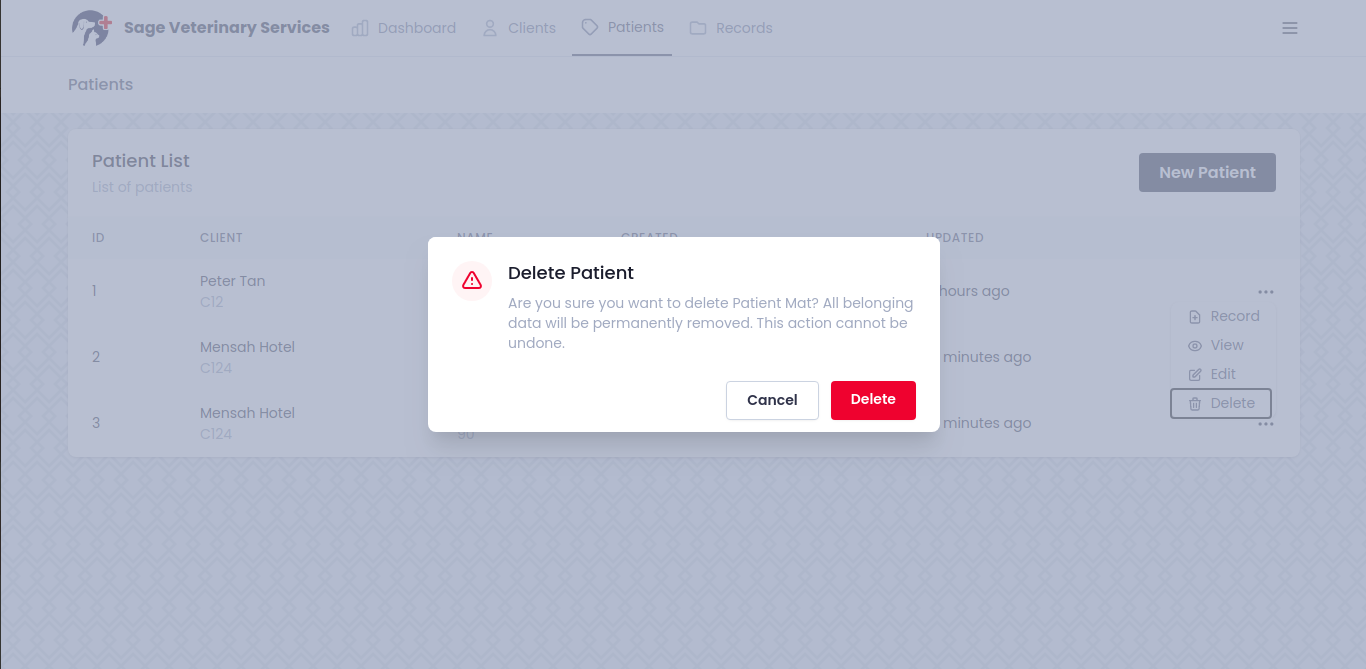 Sage Veterinary Services
Dashboard
Clients
Patients
Records
Patients
Patient List
List of patients
New Patient
ID
CLIENT
NAME
CREATED
UPDATED
1
Peter Tan
C12
hours ago
Record
View
Edit
Delete
2
Mensah Hotel
C124
minutes ago
3
Mensah Hotel
C124
90
minutes ago
Delete Patient
Are you sure you want to delete Patient Mat? All belonging
data will be permanently removed. This action cannot be
undone.
Cancel
Delete